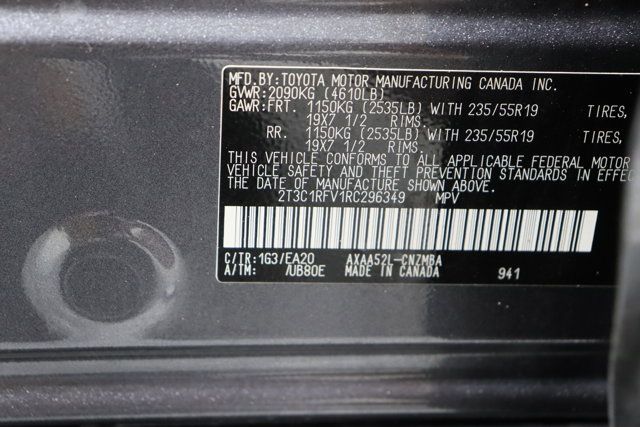 MFD.BY:TOYOTA MOTOR MANUFACTURING CANADA INC.
GVWR:2090KG (4610LB)
GAWR:FRT. 1150KG (2535LB) WITH 235/55R19 TIRES,
19X7 1/2 RIMS.
RR. 1150KG (2535LB) WITH 235/55R19 TIRES,
19X7 1/2 RIMS.
THIS VEHICLE CONFORMS TO ALL APPLICABLE FEDERAL MOTOR
VEHICLE SAFETY AND THEFT PREVENTION STANDARDS IN EFFEC
THE DATE OF MANUFACTURE SHOWN ABOVE.
2T3C1RFV1RC296349 MPV
C/TR:1G3/EA20 AXAA52L-CNZMBA
A/TM: /UB80E MADE IN CANADA 941